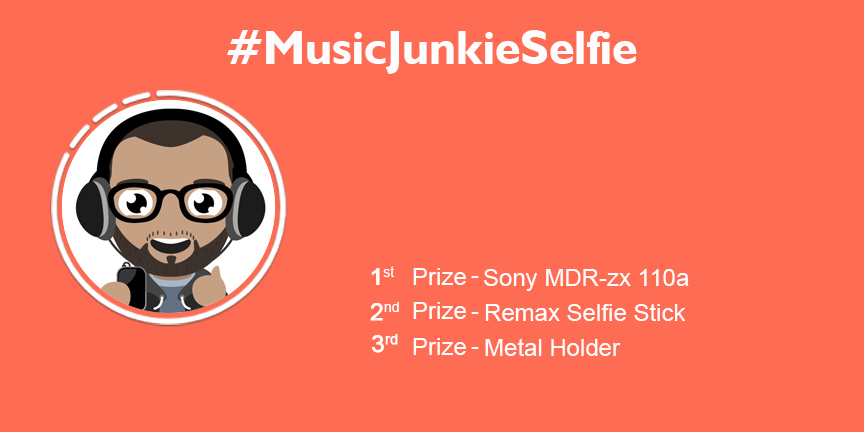 #MusicJunkieSelfie
1st Prize - Sony MDR-zx 110a
2nd Prize - Remax Selfie Stick
3rd Prize - Metal Holder